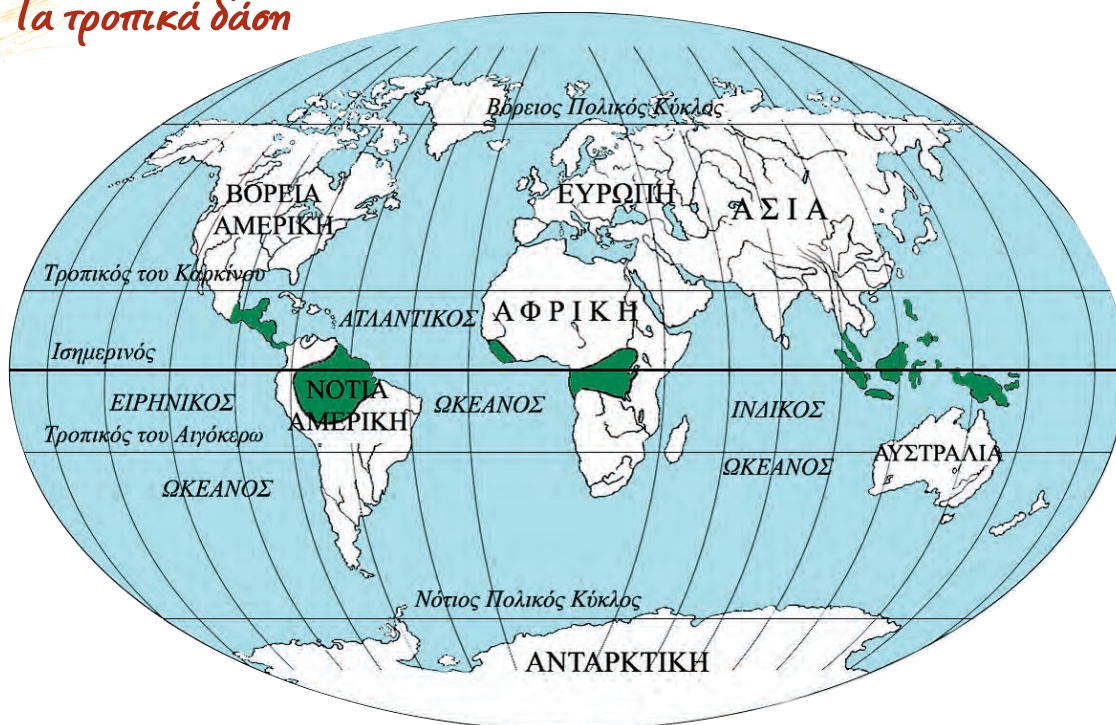 Τα τροπικά δάση
Βόρειος Πολικός Κύκλος
ΒΟΡΕΙΑ
ΑΜΕΡΙΚΗ
ΕΥΡΩΠΗ
ΑΣΙΑ
Τροπικός του Καρκίνου
ΑΤΛΑΝΤΙΚΟΣ
ΑΦΡΙΚΗ
Ισημερινός
ΕΙΡΗΝΙΚΟΣ
ΝΟΤΙΑ
ΑΜΕΡΙΚΗ
ΩΚΕΑΝΟΣ
ΙΝΔΙΚΟΣ
Τροπικός του Αιγόκερω
ΑΥΣΤΡΑΛΙΑ
ΩΚΕΑΝΟΣ
ΩΚΕΑΝΟΣ
Νότιος Πολικός Κύκλος
ΑΝΤΑΡΚΤΙΚΗ